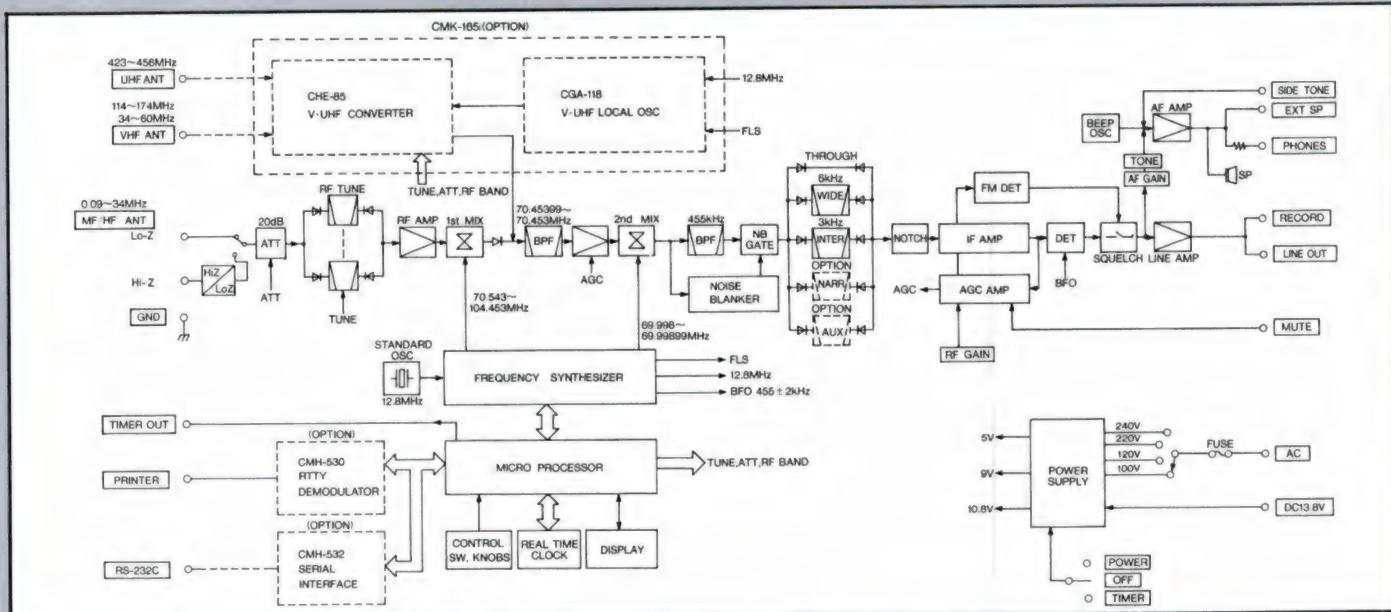 CMK-165 (OPTION)
423~456MHz
UHF ANT
114~174MHz
34~60MHz
VHF ANT
CHE-85
V·UHF CONVERTER
CGA-118
V·UHF LOCAL OSC
12.8MHz
FLS
TUNE,ATT,RF BAND
0.09~34MHz
MF/HF ANT
Lo-Z
Hi-Z
HiZ
LoZ
GND
20dB
ATT
ATT
RF TUNE
TUNE
RF AMP
1st MIX
70.45399~
70.453MHz
BPF
AGC
2nd MIX
455kHz
BPF
NB
GATE
NOISE
BLANKER
THROUGH
6kHz
WIDE
3kHz
INTER
OPTION
NARR
OPTION
AUX
NOTCH
FM DET
IF AMP
AGC
AGC AMP
RF GAIN
DET
BFO
SQUELCH
LINE AMP
BEEP
OSC
AF AMP
TONE
AF GAIN
SP
SIDE TONE
EXT SP
PHONES
RECORD
LINE OUT
MUTE
70.543~
104.453MHz
69.998~
69.99899MHz
STANDARD
OSC
12.8MHz
FREQUENCY SYNTHESIZER
FLS
12.8MHz
BFO 455±2kHz
TIMER OUT
(OPTION)
CMH-530
RTTY
DEMODULATOR
PRINTER
(OPTION)
CMH-532
SERIAL
INTERFACE
RS-232C
MICRO PROCESSOR
TUNE,ATT,RF BAND
CONTROL
SW, KNOBS
REAL TIME
CLOCK
DISPLAY
5V
9V
10.8V
POWER
SUPPLY
240V
220V
120V
100V
FUSE
AC
DC13.8V
POWER
OFF
TIMER